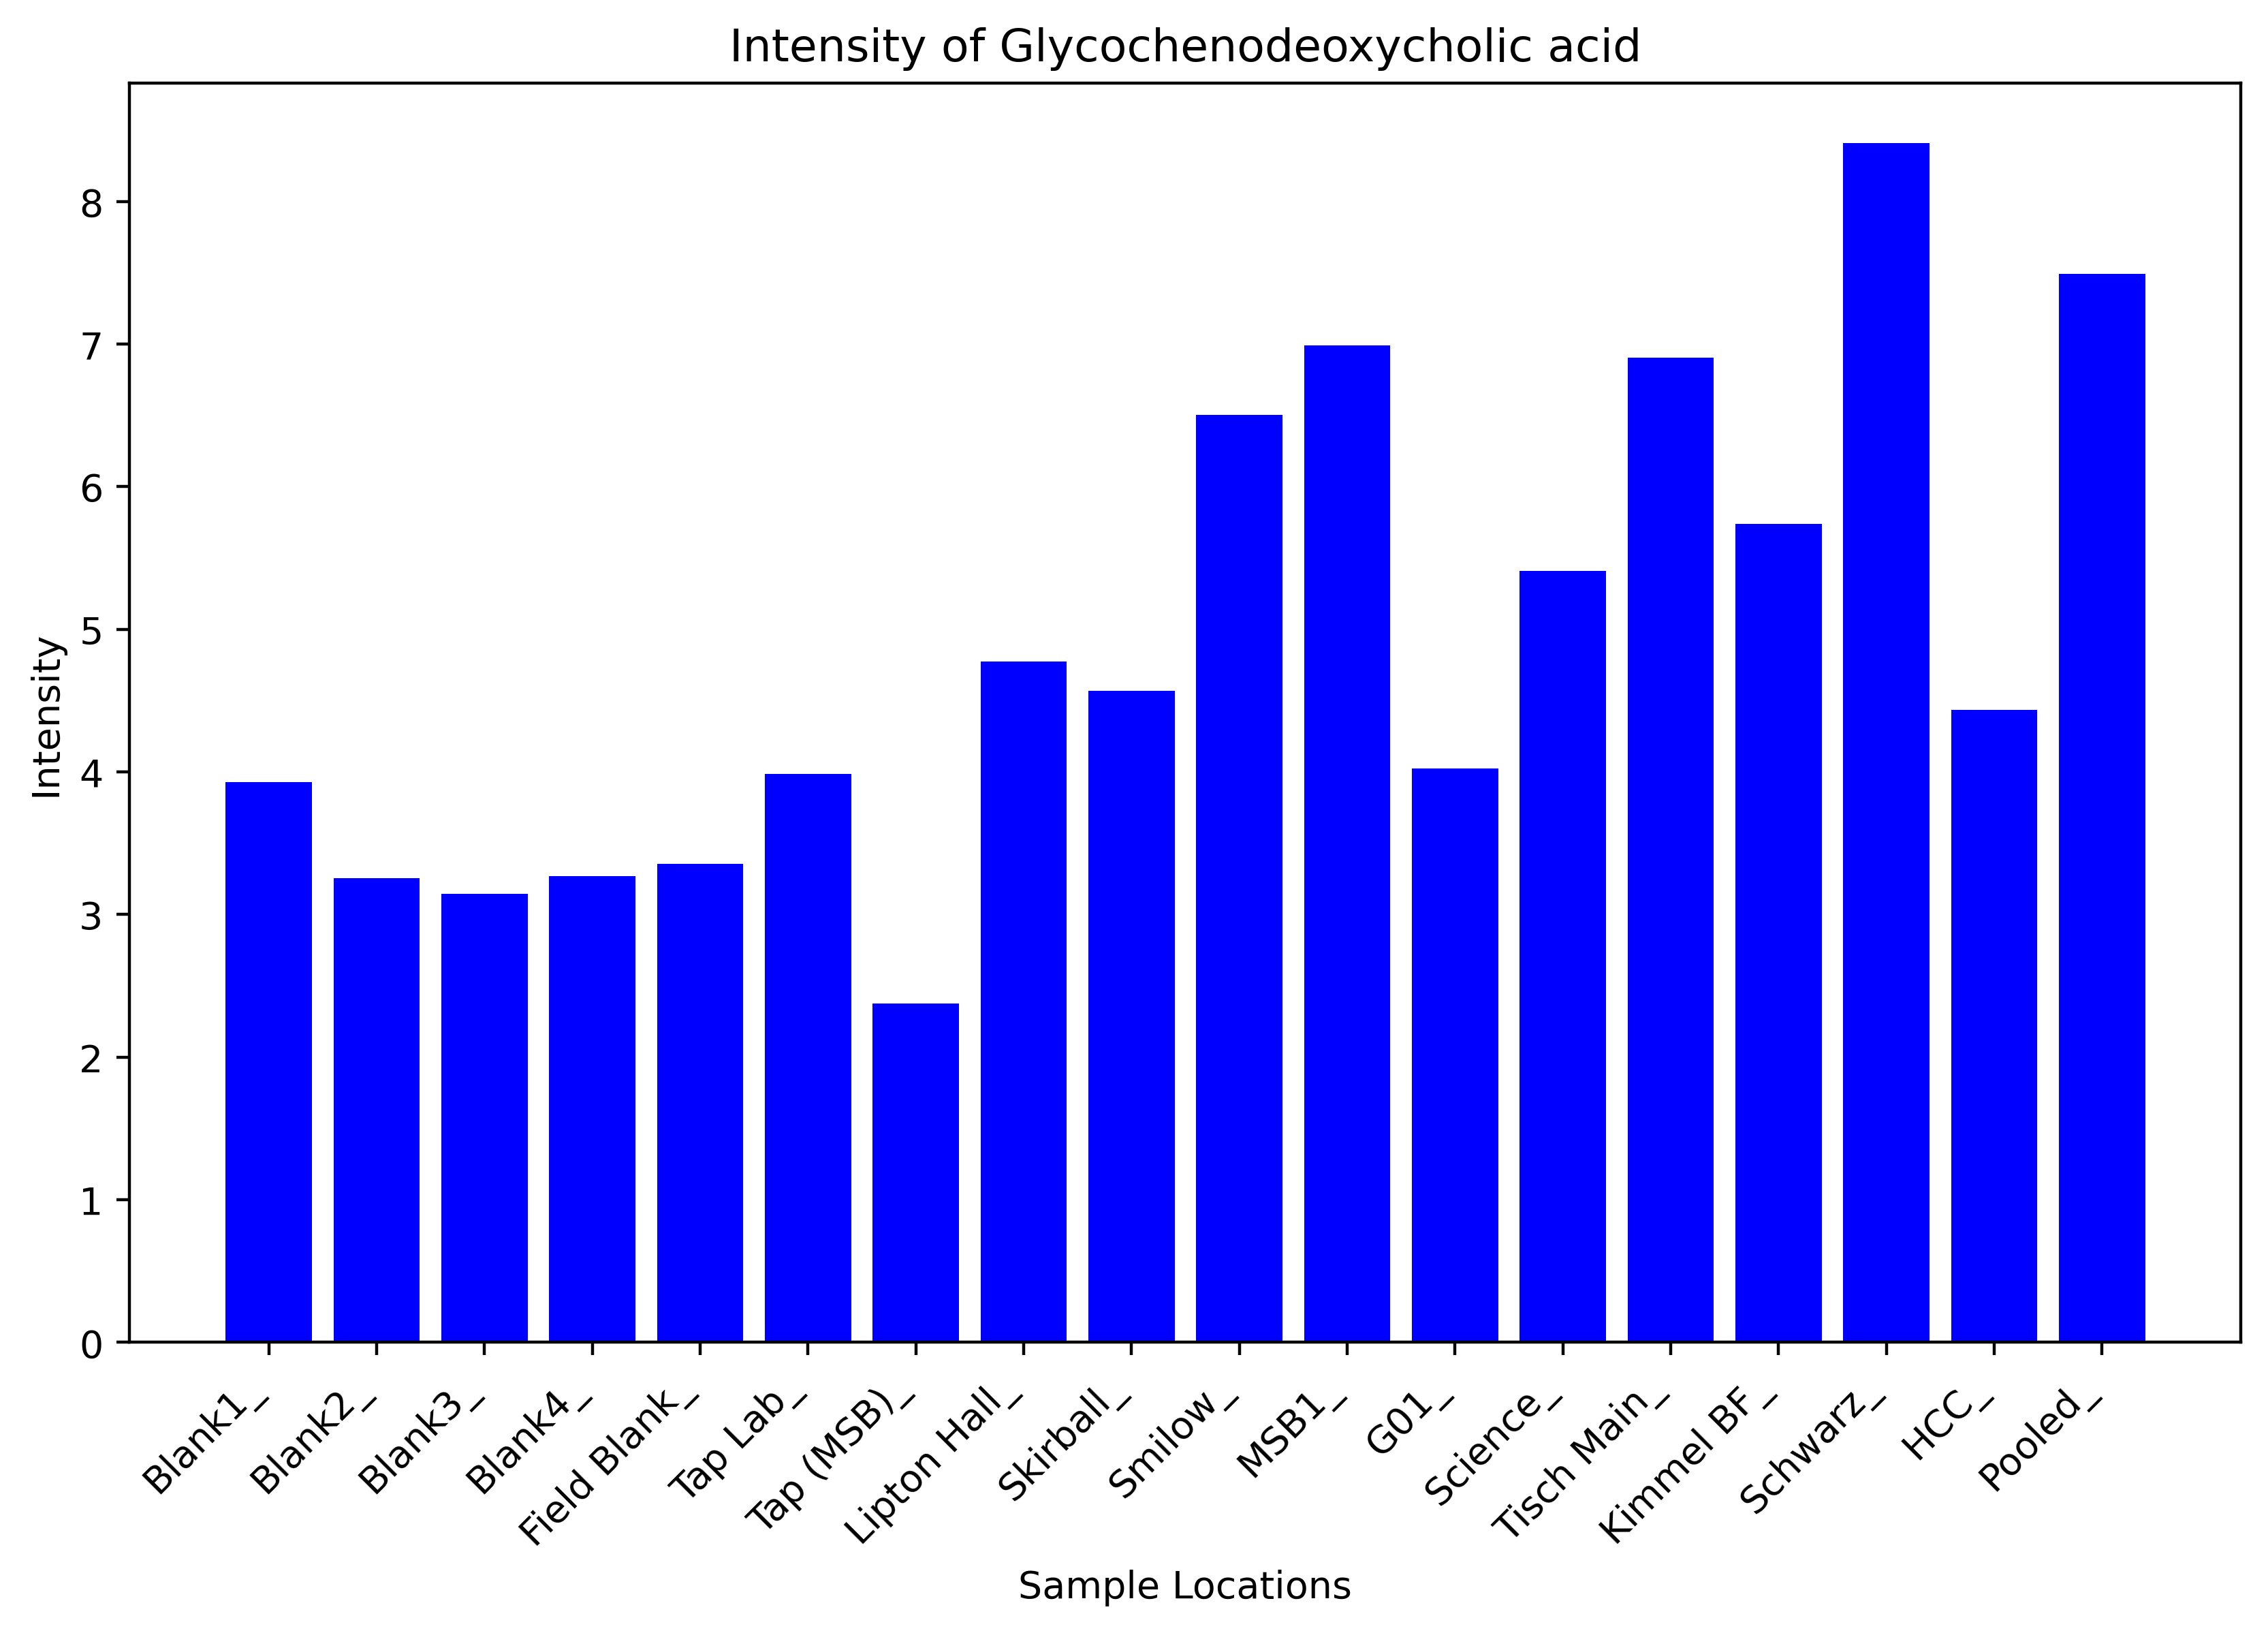 Intensity of Glycochenodeoxycholic acid
Intensity
8
7
6
5
4
3
2
1
0
Blank1_
Blank2_
Blank3_
Blank4_
Field Blank_
Tap Lab_
Tap (MSB)_
Lipton Hall_
Skirball_
Smilow_
MSB1_
G01_
Science_
Tisch Main_
Kimmel BF_
Schwarz_
HCC_
Pooled_
Sample Locations